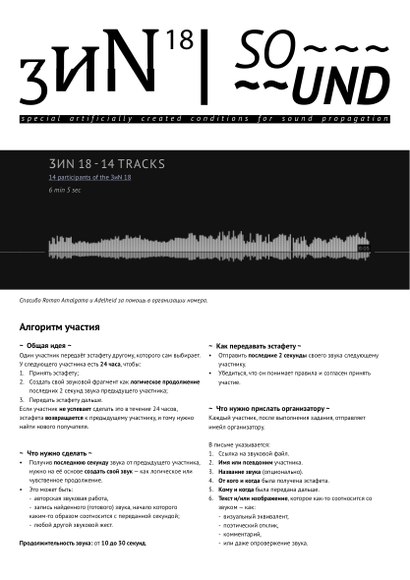 ЗиN 18 | SO~~~~
~~UND
special artificially created conditions for sound propagation
ЗИN 18 - 14 TRACKS
14 participants of the ЗиN 18
6 min 5 sec
Спасибо Roman Amalgama и Adelheid за помощь в организации номера.
Алгоритм участия
~ Общая идея ~
Один участник передаёт эстафету другому, которого сам выбирает.
У следующего участника есть 24 часа, чтобы:
1. Принять эстафету;
2. Создать свой звуковой фрагмент как логическое продолжение
последних 2 секунд звука предыдущего участника;
3. Передать эстафету дальше.
Если участник не успевает сделать это в течение 24 часов,
эстафета возвращается к предыдущему участнику, и тому нужно
найти нового получателя.
~ Что нужно сделать ~
• Получив последнюю секунду звука от предыдущего участника,
нужно на её основе создать свой звук — как логическое или
чувственное продолжение.
• Это может быть:
- авторская звуковая работа,
- запись найденного (готового) звука, начало которого
каким-то образом соотносится с переданной секундой;
- любой другой звуковой жест.
Продолжительность звука: от 10 до 30 секунд.
~ Как передавать эстафету ~
• Отправить последние 2 секунды своего звука следующему
участнику.
• Убедиться, что он понимает правила и согласен принять
участие.
~ Что нужно прислать организатору ~
Каждый участник, после выполнения задания, отправляет
имейл организатору.
В письме указывается:
1. Ссылка на звуковой файл.
2. Имя или псевдоним участника.
3. Название звука (опционально).
4. От кого и когда была получена эстафета.
5. Кому и когда была передана дальше.
6. Текст и/или изображение, которое как-то соотносится со
звуком — как:
- визуальный эквивалент,
- поэтический отклик,
- комментарий,
- или даже опровержение звука.